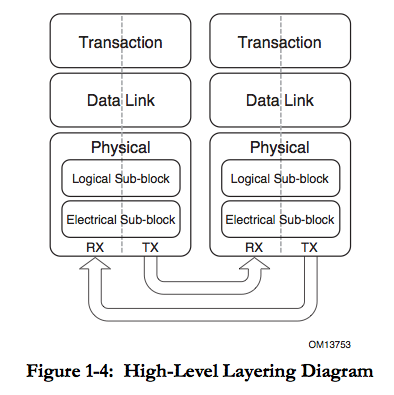 Transaction
Transaction
Data Link
Data Link
Physical
Physical
Logical Sub-block
Logical Sub-block
Electrical Sub-block
Electrical Sub-block
RX TX
RX TX
OM13753
Figure 1-4: High-Level Layering Diagram